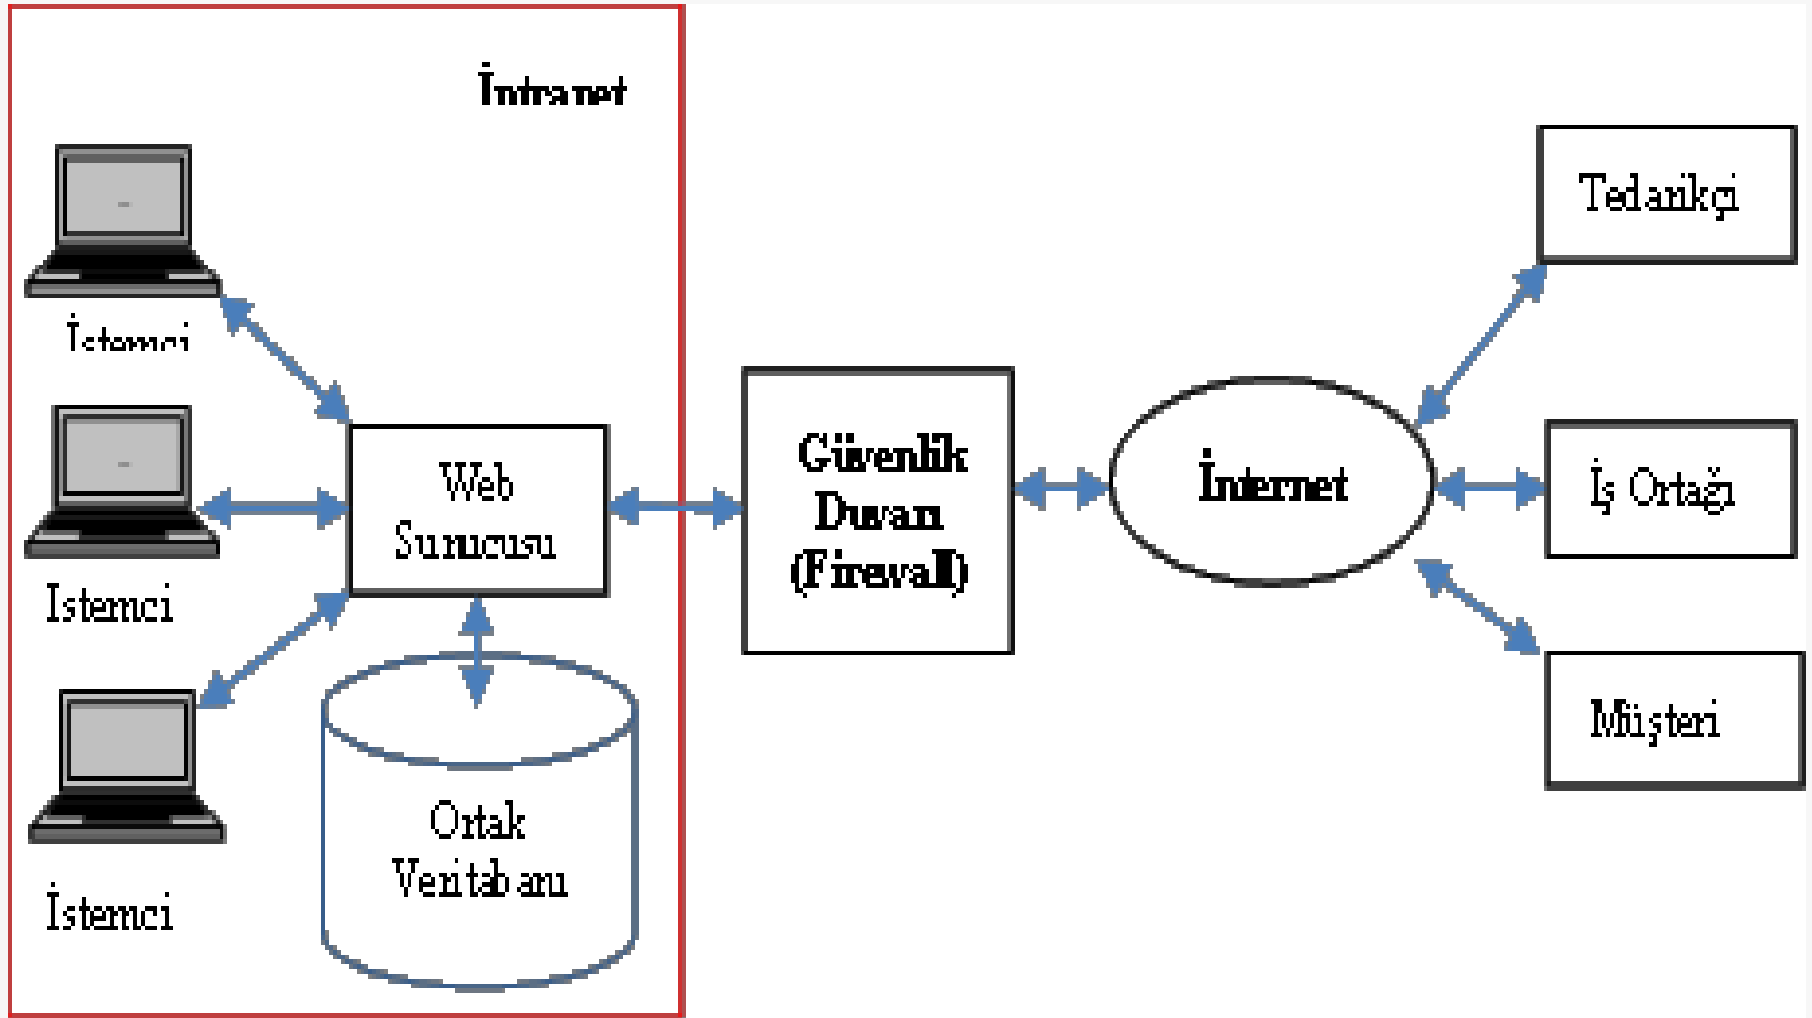 İntranet
İstemci
İstemci
İstemci
Web
Sunucusu
Ortak
Veritabanı
Güvenlik
Duvarı
(Firewall)
İnternet
Tedarikçi
İş Ortağı
Müşteri